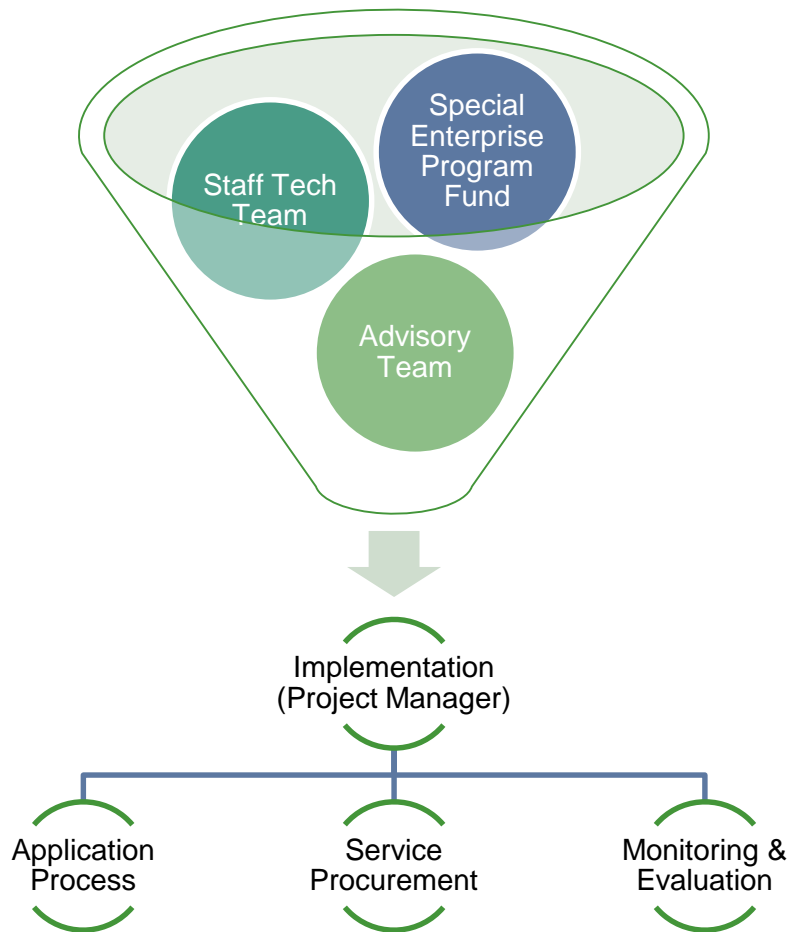 Special
Enterprise
Program
Fund
Staff Tech
Team
Advisory
Team
Implementation
(Project Manager)
Application
Process
Service
Procurement
Monitoring &
Evaluation